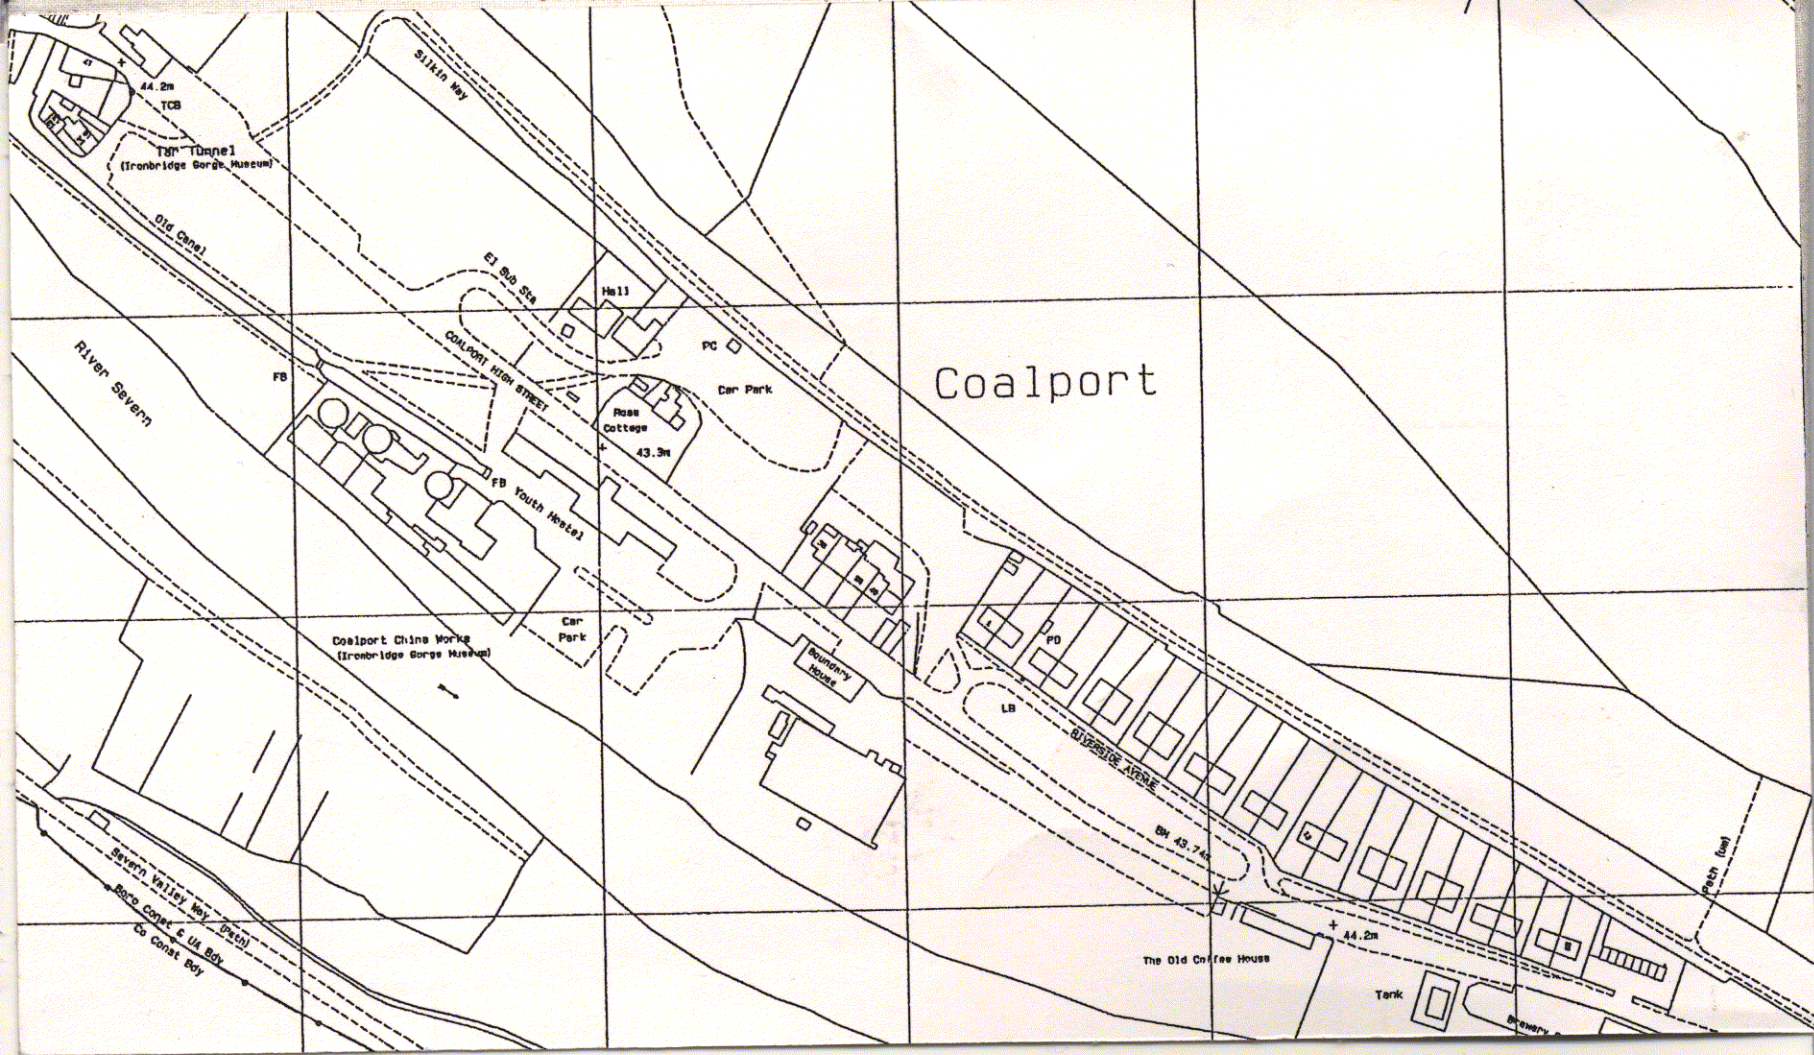 41
44.2m
TCB
Tar Tunnel
(Ironbridge Gorge Museum)
Silkin Way
Old Canal
El Sub Sta
Hall
River Severn
FB
COALPORT HIGH STREET
PC
Car Park
Coalport
Rose
Cottage
43.3m
FB
Youth Hostel
Car
Park
Coalport China Works
(Ironbridge Gorge Museum)
Boundary
House
PO
LB
RIVERSIDE AVENUE
BM 43.74m
Path (um)
Severn Valley Way (Path)
Boro Const & UA Bdy
Co Const Bdy
44.2m
The Old Coffee House
Tank
Brewery